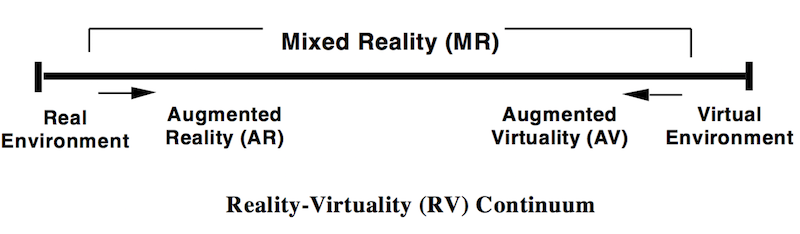 Mixed Reality (MR)
Real
Environment
Augmented
Reality (AR)
Augmented
Virtuality (AV)
Virtual
Environment
Reality-Virtuality (RV) Continuum